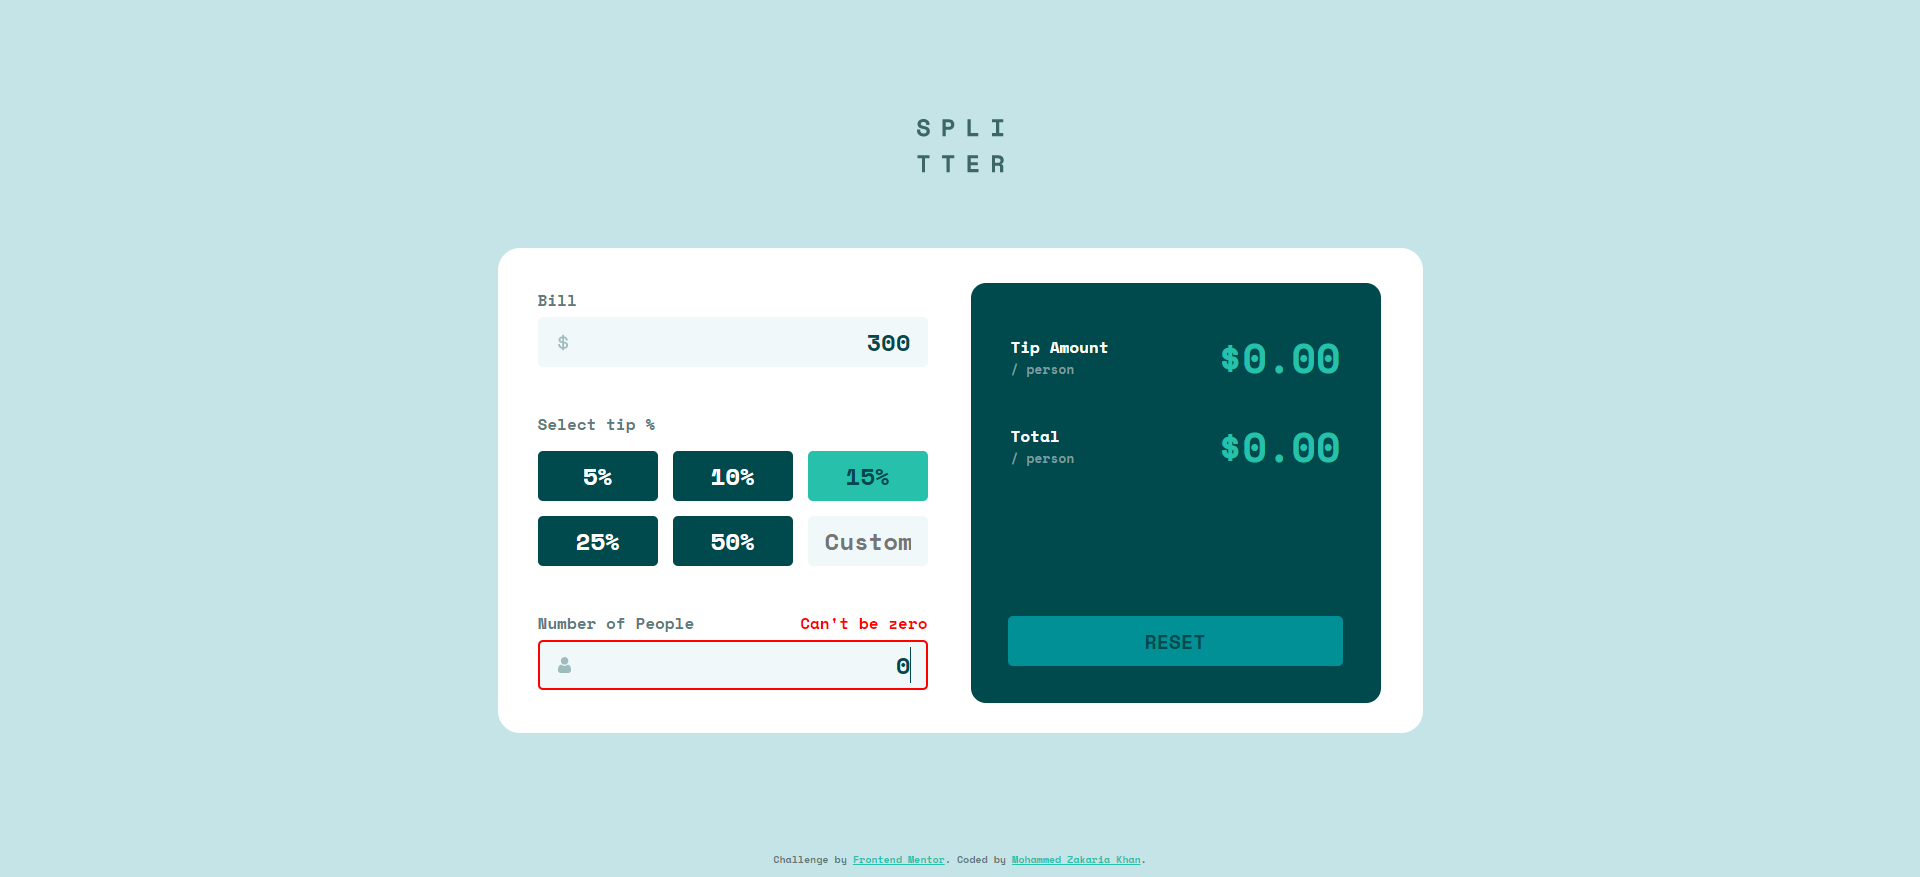 SPLI
TTER
Bill
$ 300
Select tip %
5% 10% 15%
25% 50% Custom
Number of People Can't be zero
0
Tip Amount $0.00
/ person
Total $0.00
/ person
RESET
Challenge by Frontend Mentor. Coded by Mohammed Zakaria Khan.